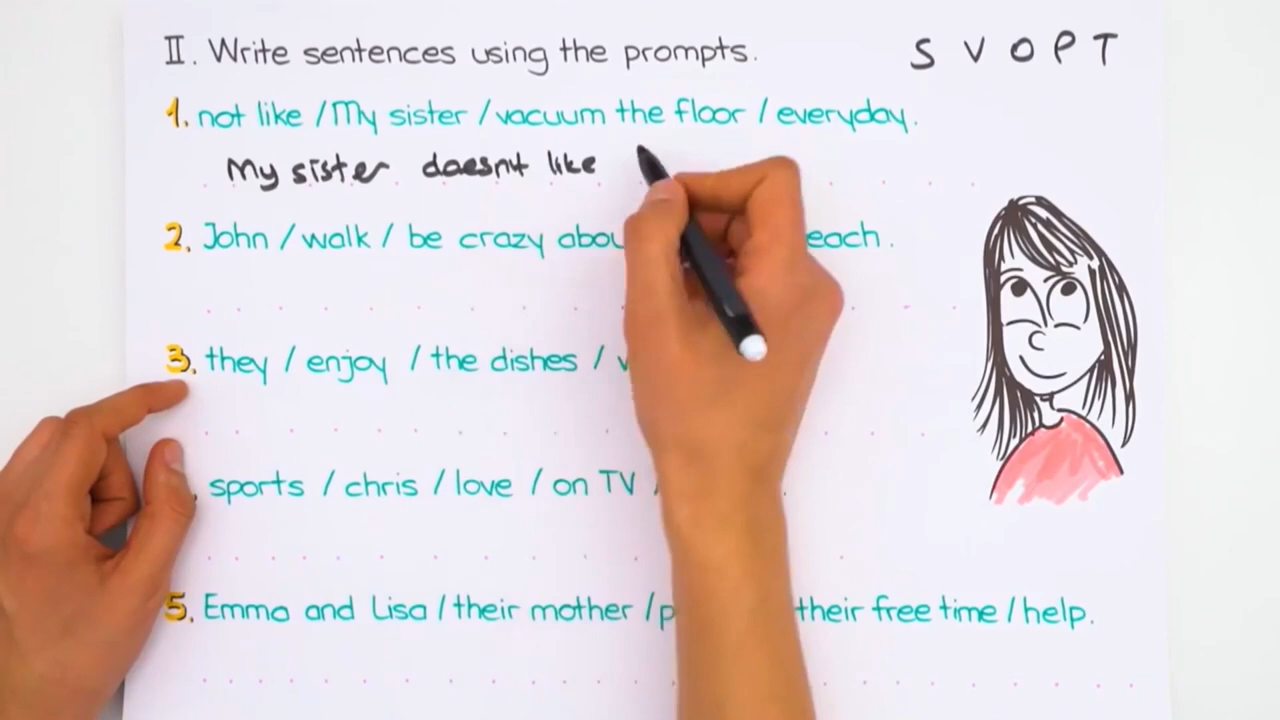 II. Write sentences using the prompts.
S V O P T
1. not like / My sister / vacuum the floor / everyday.
My sister doesn't like
2. John / walk / be crazy
3. they / enjoy / the dishes /
sports / chris / love / on TV
5. Emma and Lisa / their mother / their free time / help.